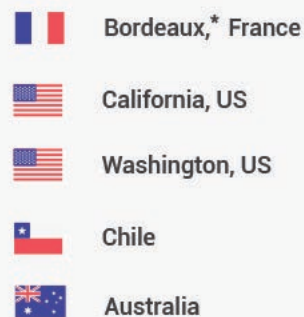 Bordeaux,* France
California, US
Washington, US
Chile
Australia